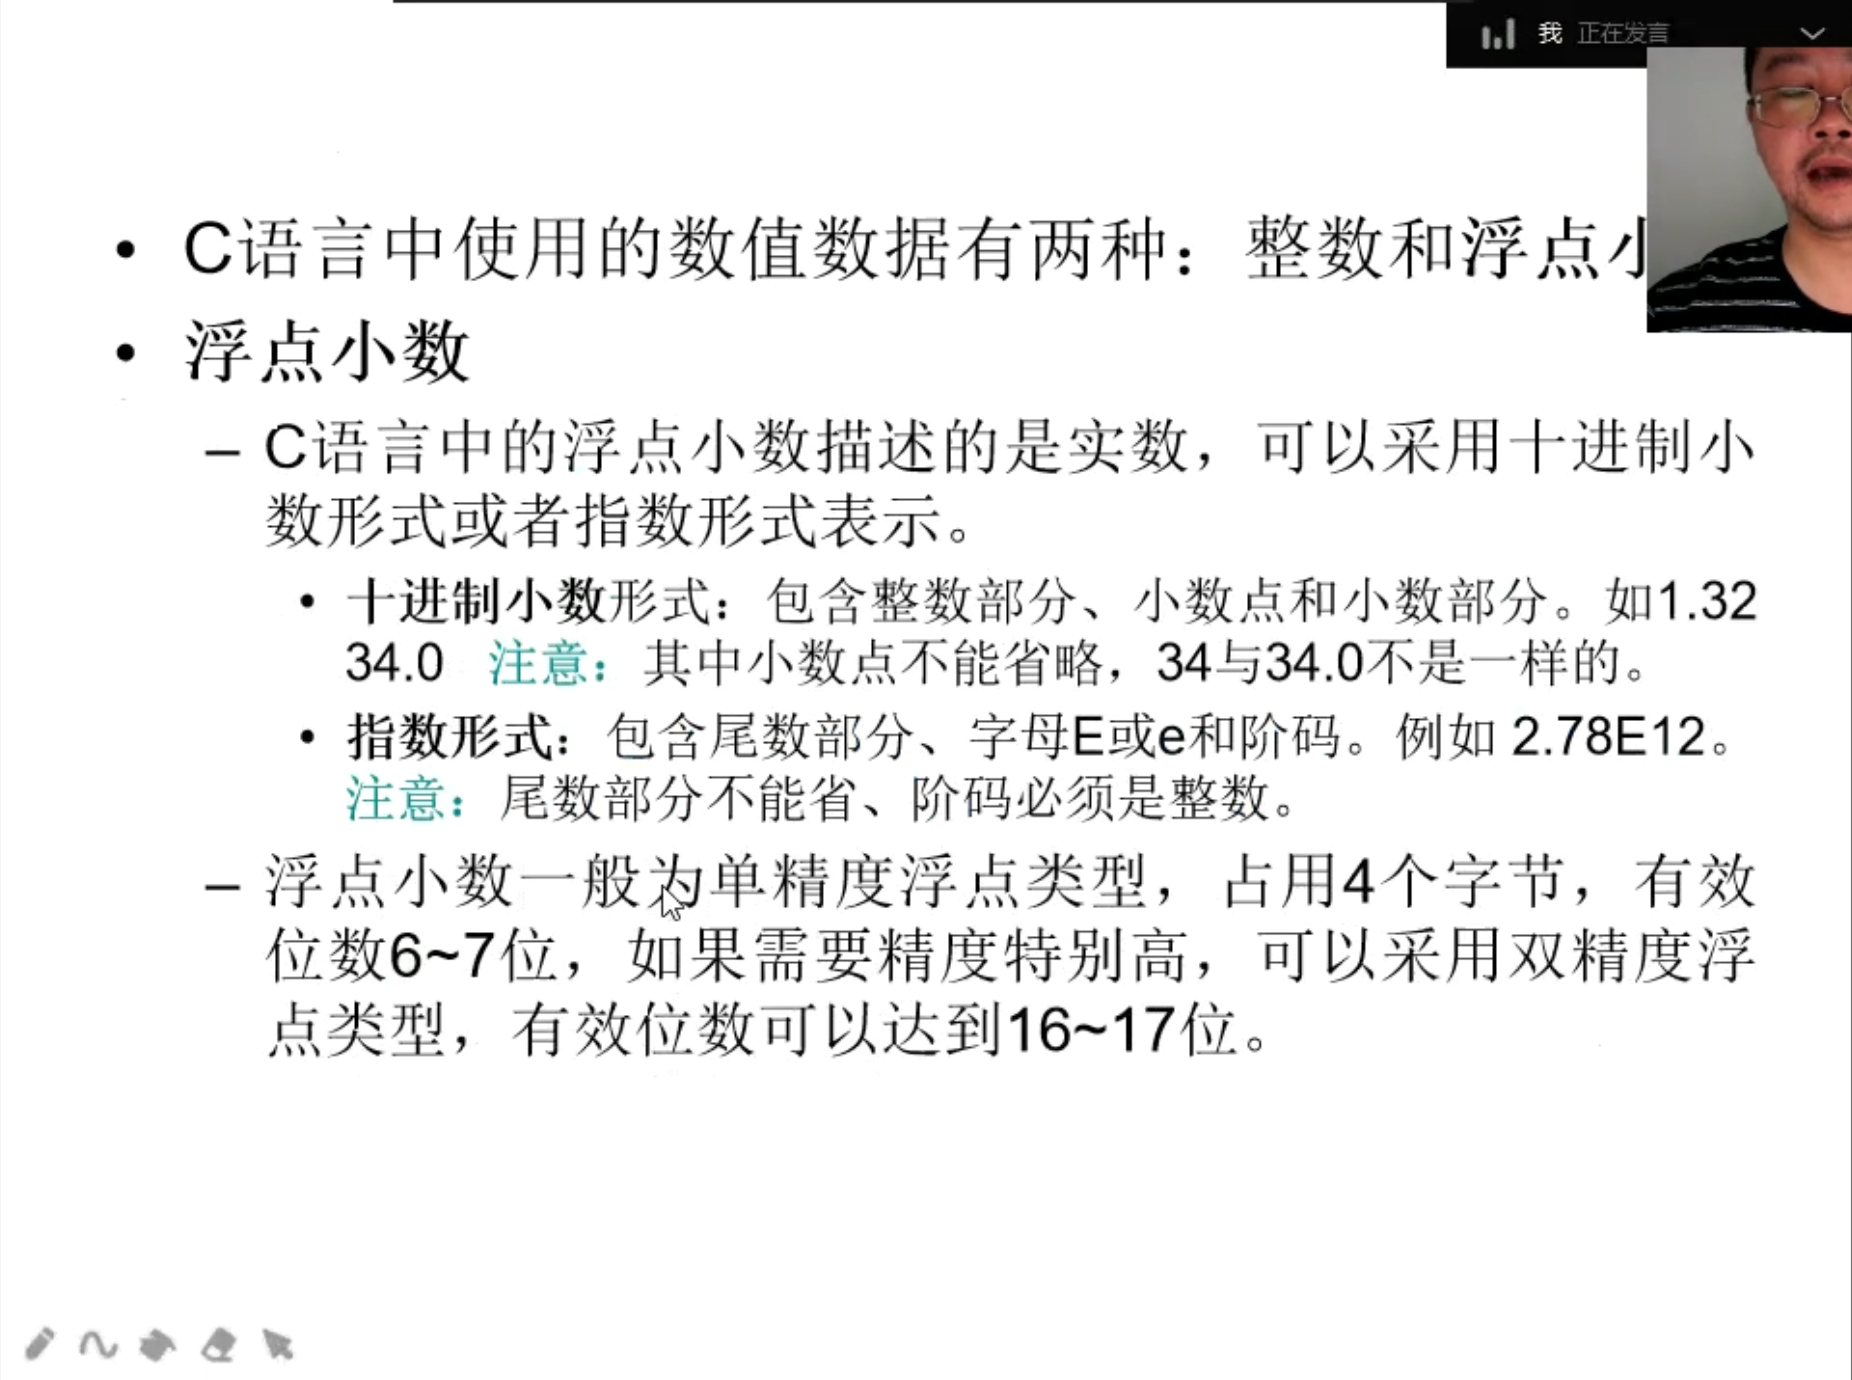 我 正在发言
• C语言中使用的数值数据有两种：整数和浮点小
• 浮点小数
– C语言中的浮点小数描述的是实数，可以采用十进制小
数形式或者指数形式表示。
• 十进制小数形式：包含整数部分、小数点和小数部分。如1.32
34.0 注意：其中小数点不能省略，34与34.0不是一样的。
• 指数形式：包含尾数部分、字母E或e和阶码。例如 2.78E12。
注意：尾数部分不能省、阶码必须是整数。
– 浮点小数一般为单精度浮点类型，占用4个字节，有效
位数6~7位，如果需要精度特别高，可以采用双精度浮
点类型，有效位数可以达到16~17位。